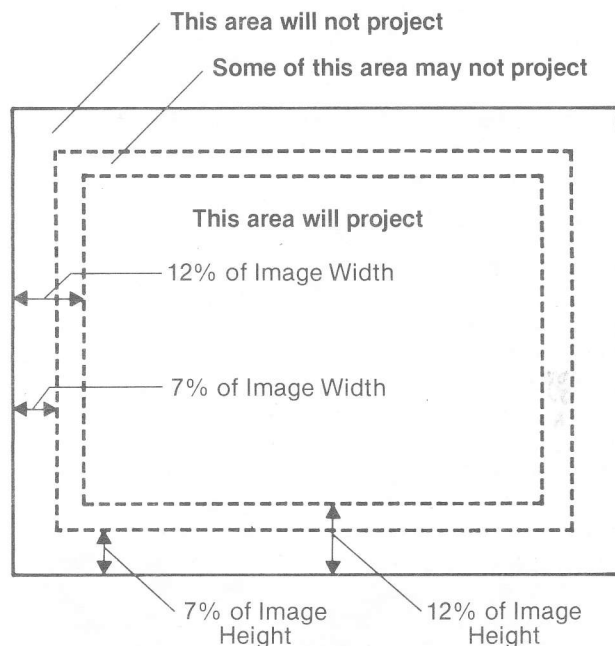 This area will not project
Some of this area may not project
This area will project
12% of Image Width
7% of Image Width
7% of Image
Height
12% of Image
Height